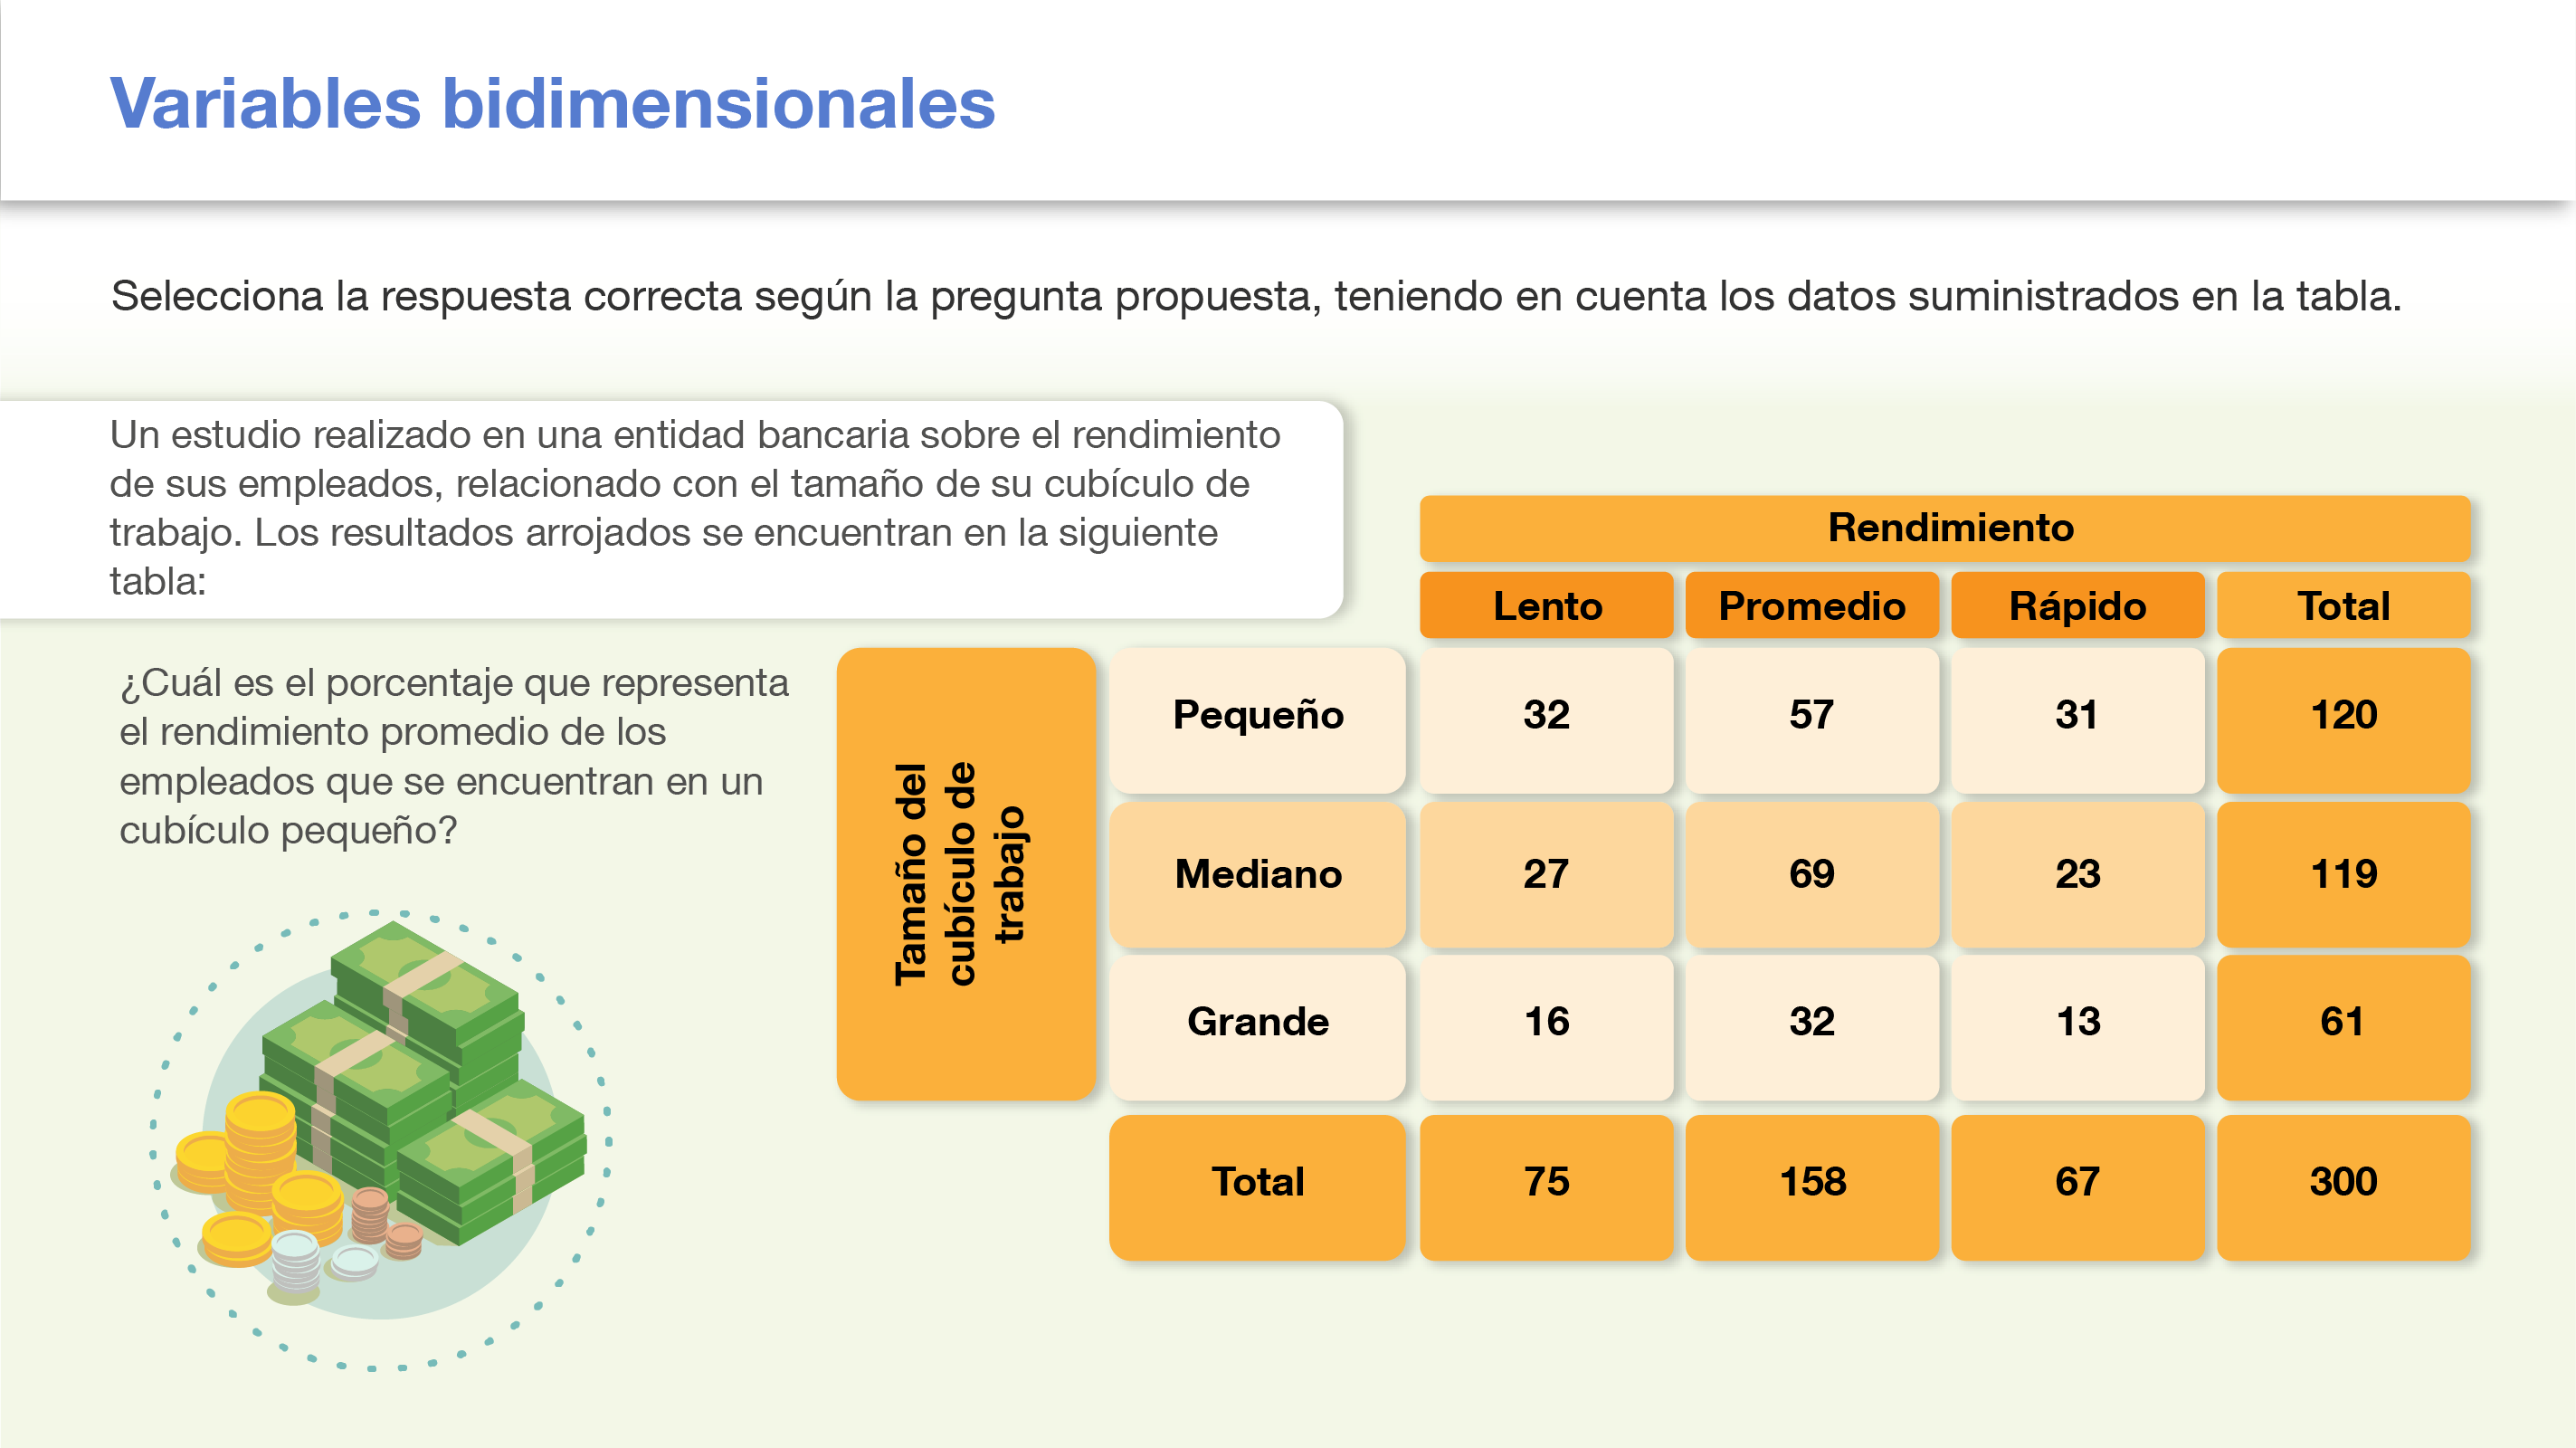 Variables bidimensionales
Selecciona la respuesta correcta según la pregunta propuesta, teniendo en cuenta los datos suministrados en la tabla.
Un estudio realizado en una entidad bancaria sobre el rendimiento
de sus empleados, relacionado con el tamaño de su cubículo de
trabajo. Los resultados arrojados se encuentran en la siguiente
tabla:
¿Cuál es el porcentaje que representa
el rendimiento promedio de los
empleados que se encuentran en un
cubículo pequeño?
Rendimiento
Lento Promedio Rápido Total
Tamaño del
cubículo de
trabajo
Pequeño 32 57 31 120
Mediano 27 69 23 119
Grande 16 32 13 61
Total 75 158 67 300